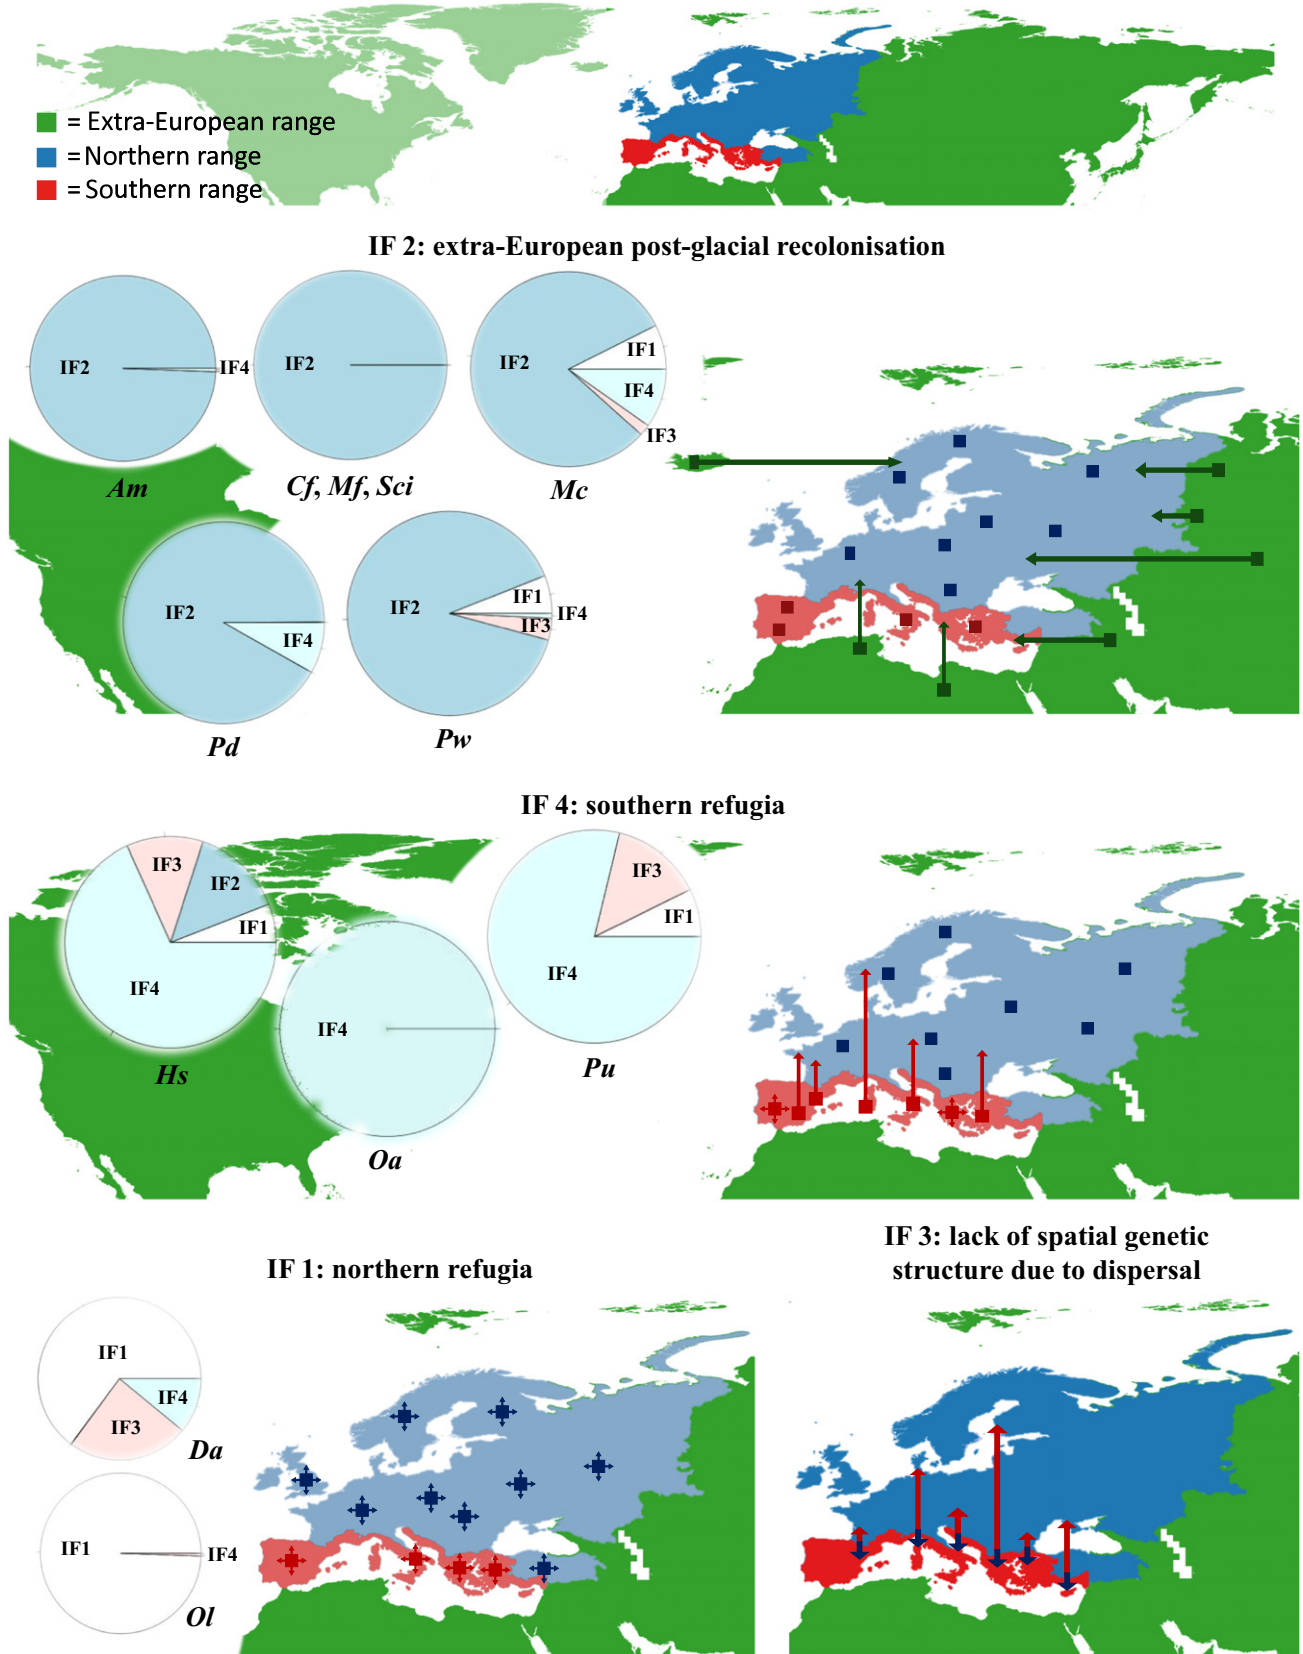 = Extra-European range
= Northern range
= Southern range
IF 2: extra-European post-glacial recolonisation
IF2
IF4
Am
IF2
Cf, Mf, Sci
IF2
IF1
IF4
IF3
Mc
IF2
IF4
Pd
IF2
IF1
IF4
IF3
Pw
IF 4: southern refugia
IF3
IF2
IF1
IF4
Hs
IF4
Oa
IF3
IF1
IF4
Pu
IF 1: northern refugia
IF1
IF4
IF3
Da
IF1
IF4
Ol
IF 3: lack of spatial genetic
structure due to dispersal